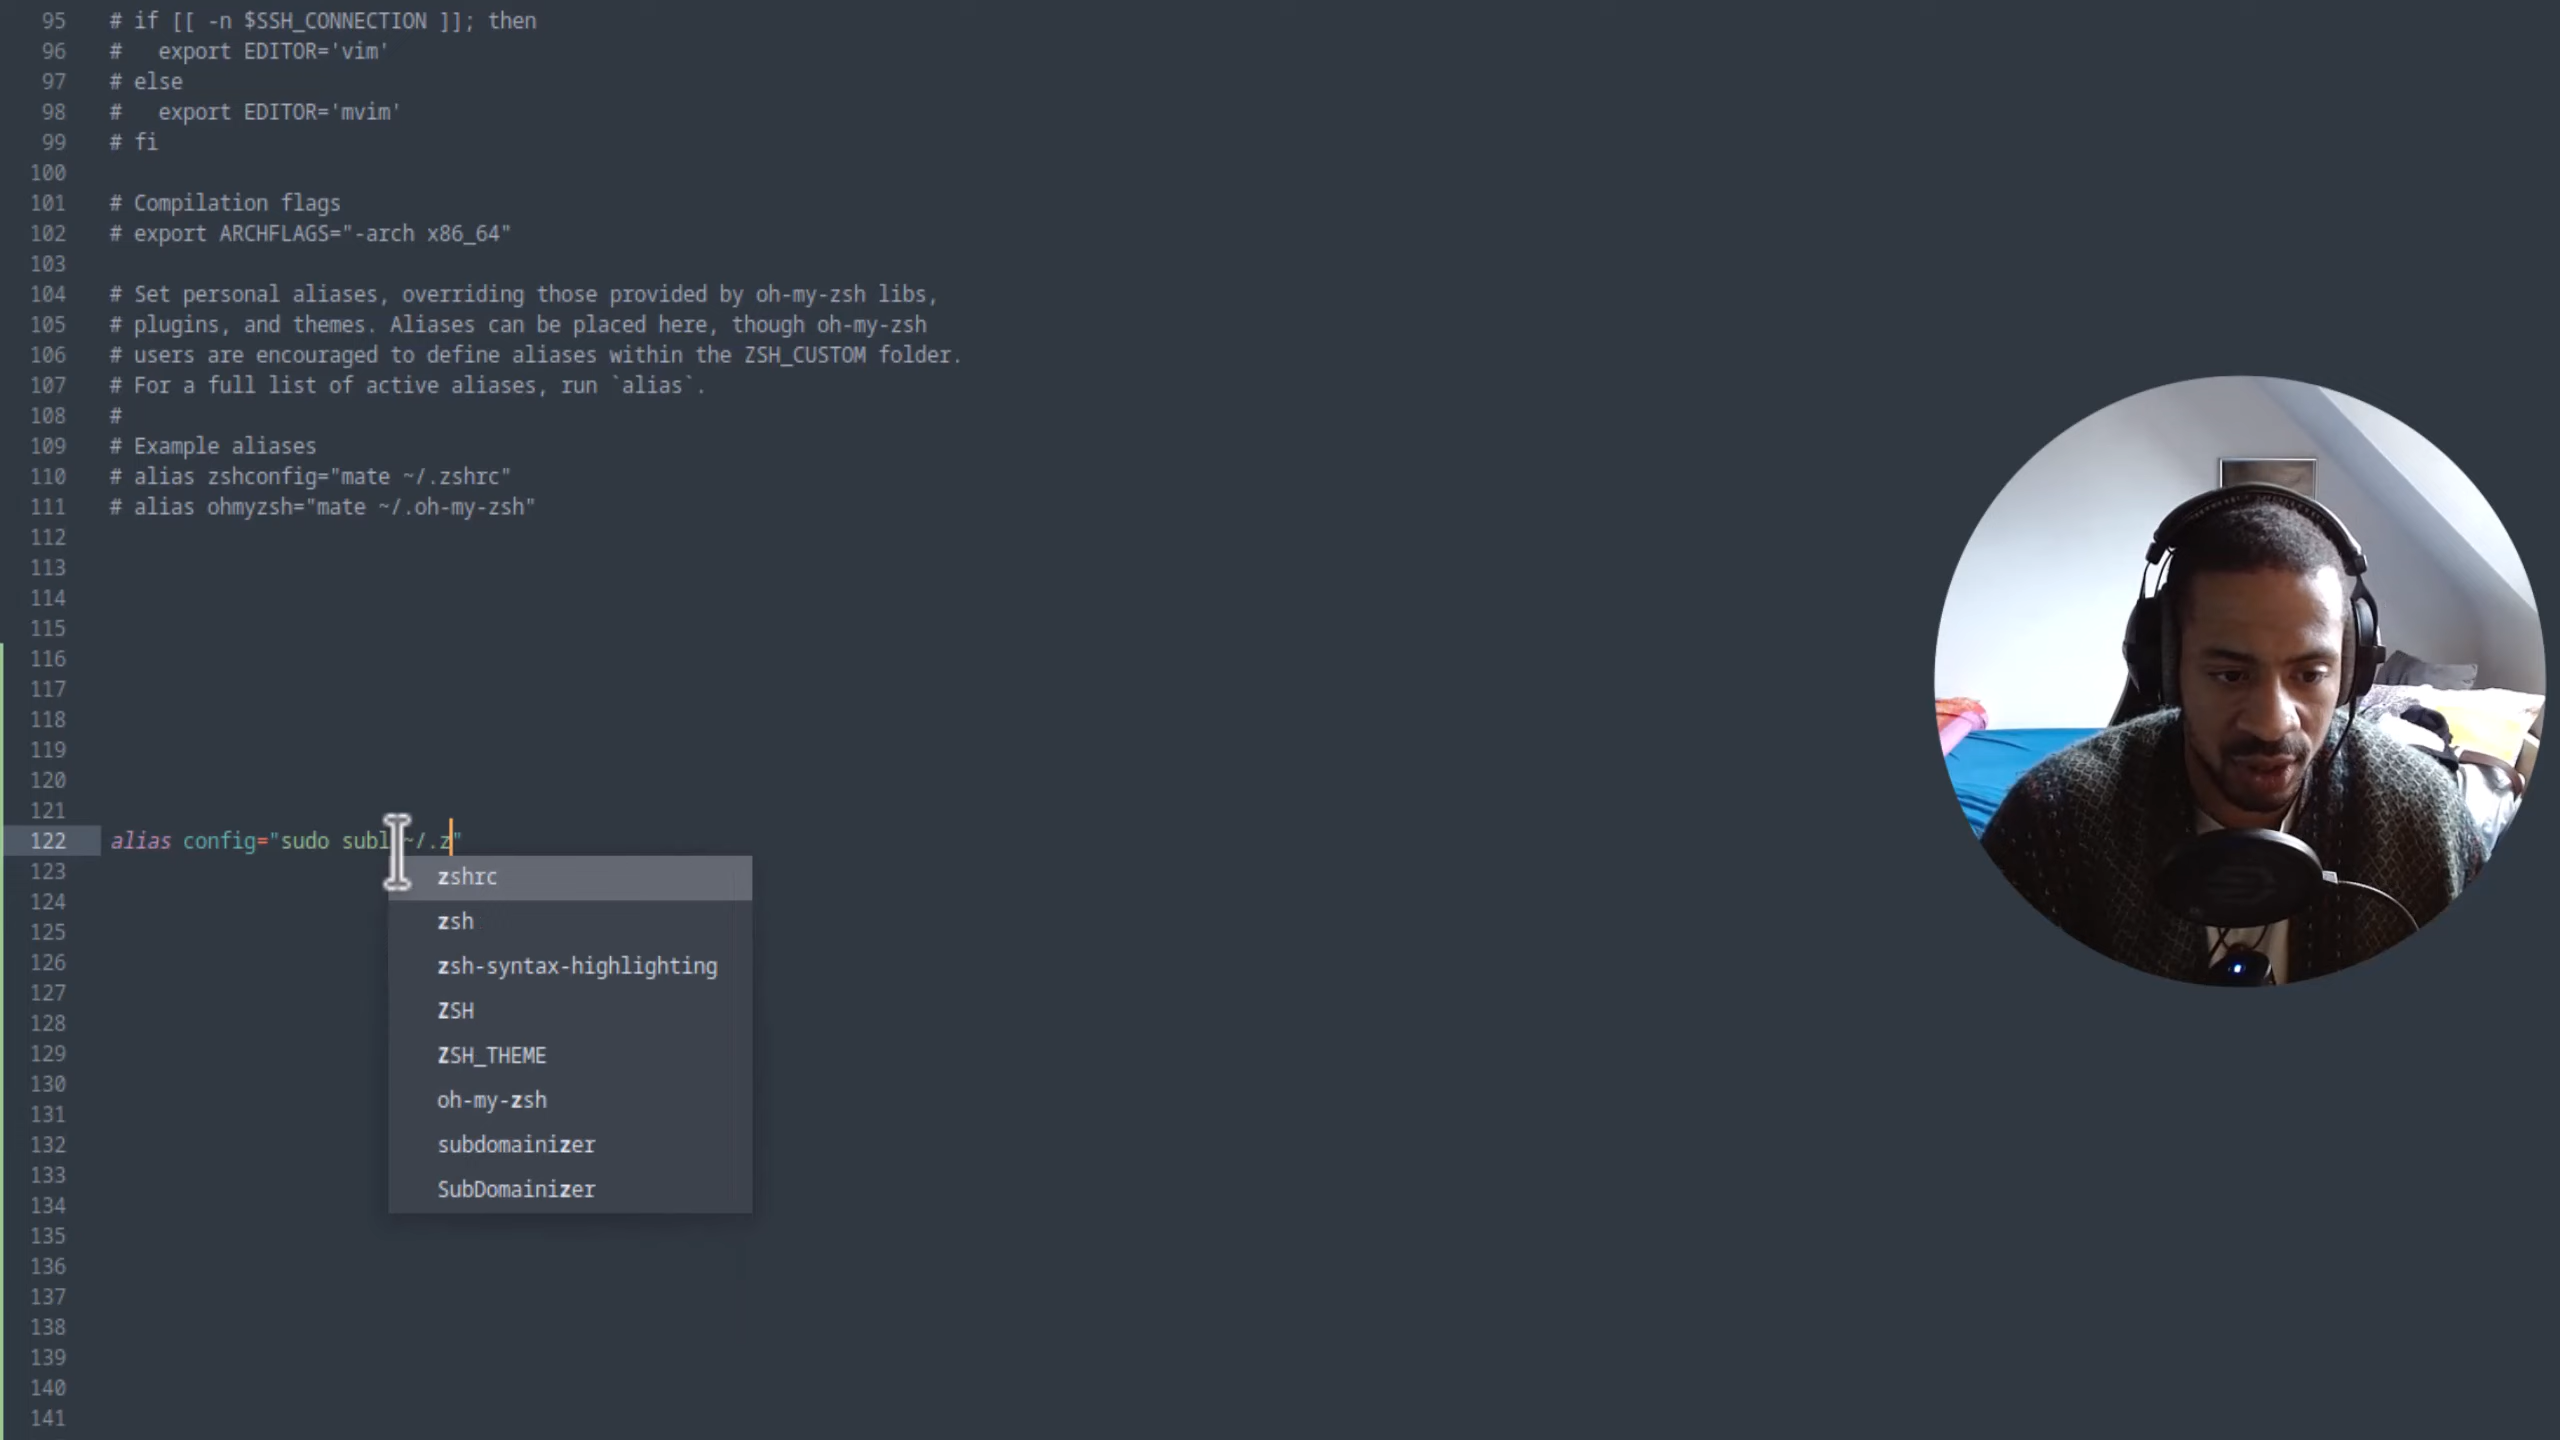 95 # if [[ -n $SSH_CONNECTION ]]; then
96 #   export EDITOR='vim'
97 # else
98 #   export EDITOR='mvim'
99 # fi
100
101 # Compilation flags
102 # export ARCHFLAGS="-arch x86_64"
103
104 # Set personal aliases, overriding those provided by oh-my-zsh libs,
105 # plugins, and themes. Aliases can be placed here, though oh-my-zsh
106 # users are encouraged to define aliases within the ZSH_CUSTOM folder.
107 # For a full list of active aliases, run `alias`.
108 #
109 # Example aliases
110 # alias zshconfig="mate ~/.zshrc"
111 # alias ohmyzsh="mate ~/.oh-my-zsh"
112
113
114
115
116
117
118
119
120
121
122 alias config="sudo subl ~/.z"
zshrc
zsh
zsh-syntax-highlighting
ZSH
ZSH_THEME
oh-my-zsh
subdomainizer
SubDomainizer
123
124
125
126
127
128
129
130
131
132
133
134
135
136
137
138
139
140
141